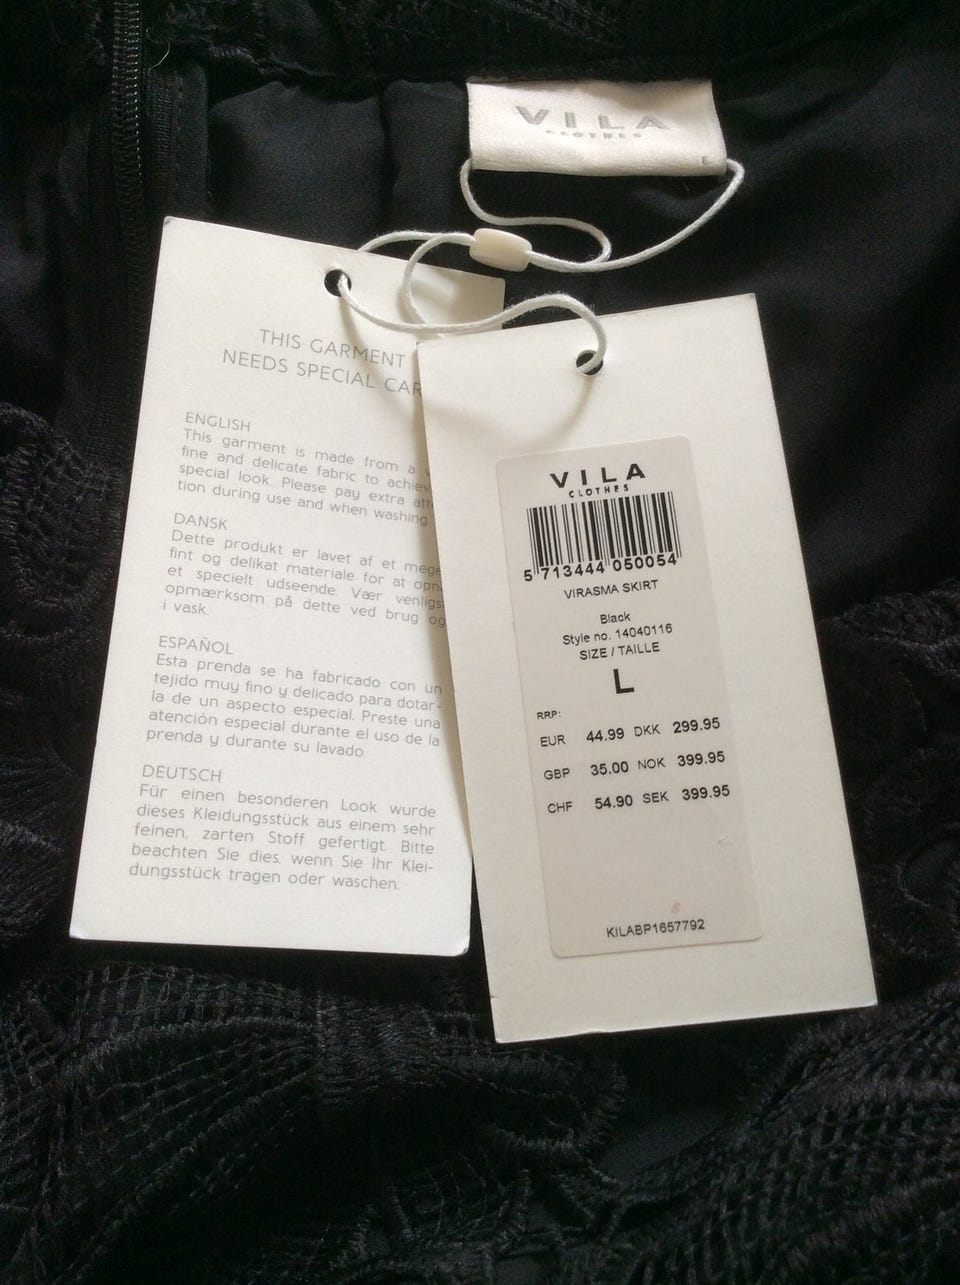 VILA
CLOTHES
L
THIS GARMENT
NEEDS SPECIAL
ENGLISH
This garment is made from a
fine and delicate fabric to
special look. Please pay extra
tion during use and when washing
DANSK
Dette produkt er lavet af et
fint og delikat materiale for at
et specielt udseende. Vær
opmærksom på dette ved brug og
i vask.
ESPAÑOL
Esta prenda se ha fabricado con un
tejido muy fino y delicado para dotar-
la de un aspecto especial. Preste una
atención especial durante el uso de la
prenda y durante su lavado.
DEUTSCH
Für einen besonderen Look wurde
dieses Kleidungsstück aus einem sehr
feinen, zarten Stoff gefertigt. Bitte
beachten Sie dies, wenn Sie Ihr Klei-
dungsstück tragen oder waschen.
VILA
CLOTHES
5 713444 050054
VIRASMA SKIRT
Black
Style no. 14040116
SIZE / TAILLE
L
RRP:
EUR 44.99 DKK 299.95
GBP 35.00 NOK 399.95
CHF 54.90 SEK 399.95
KILABP1657792